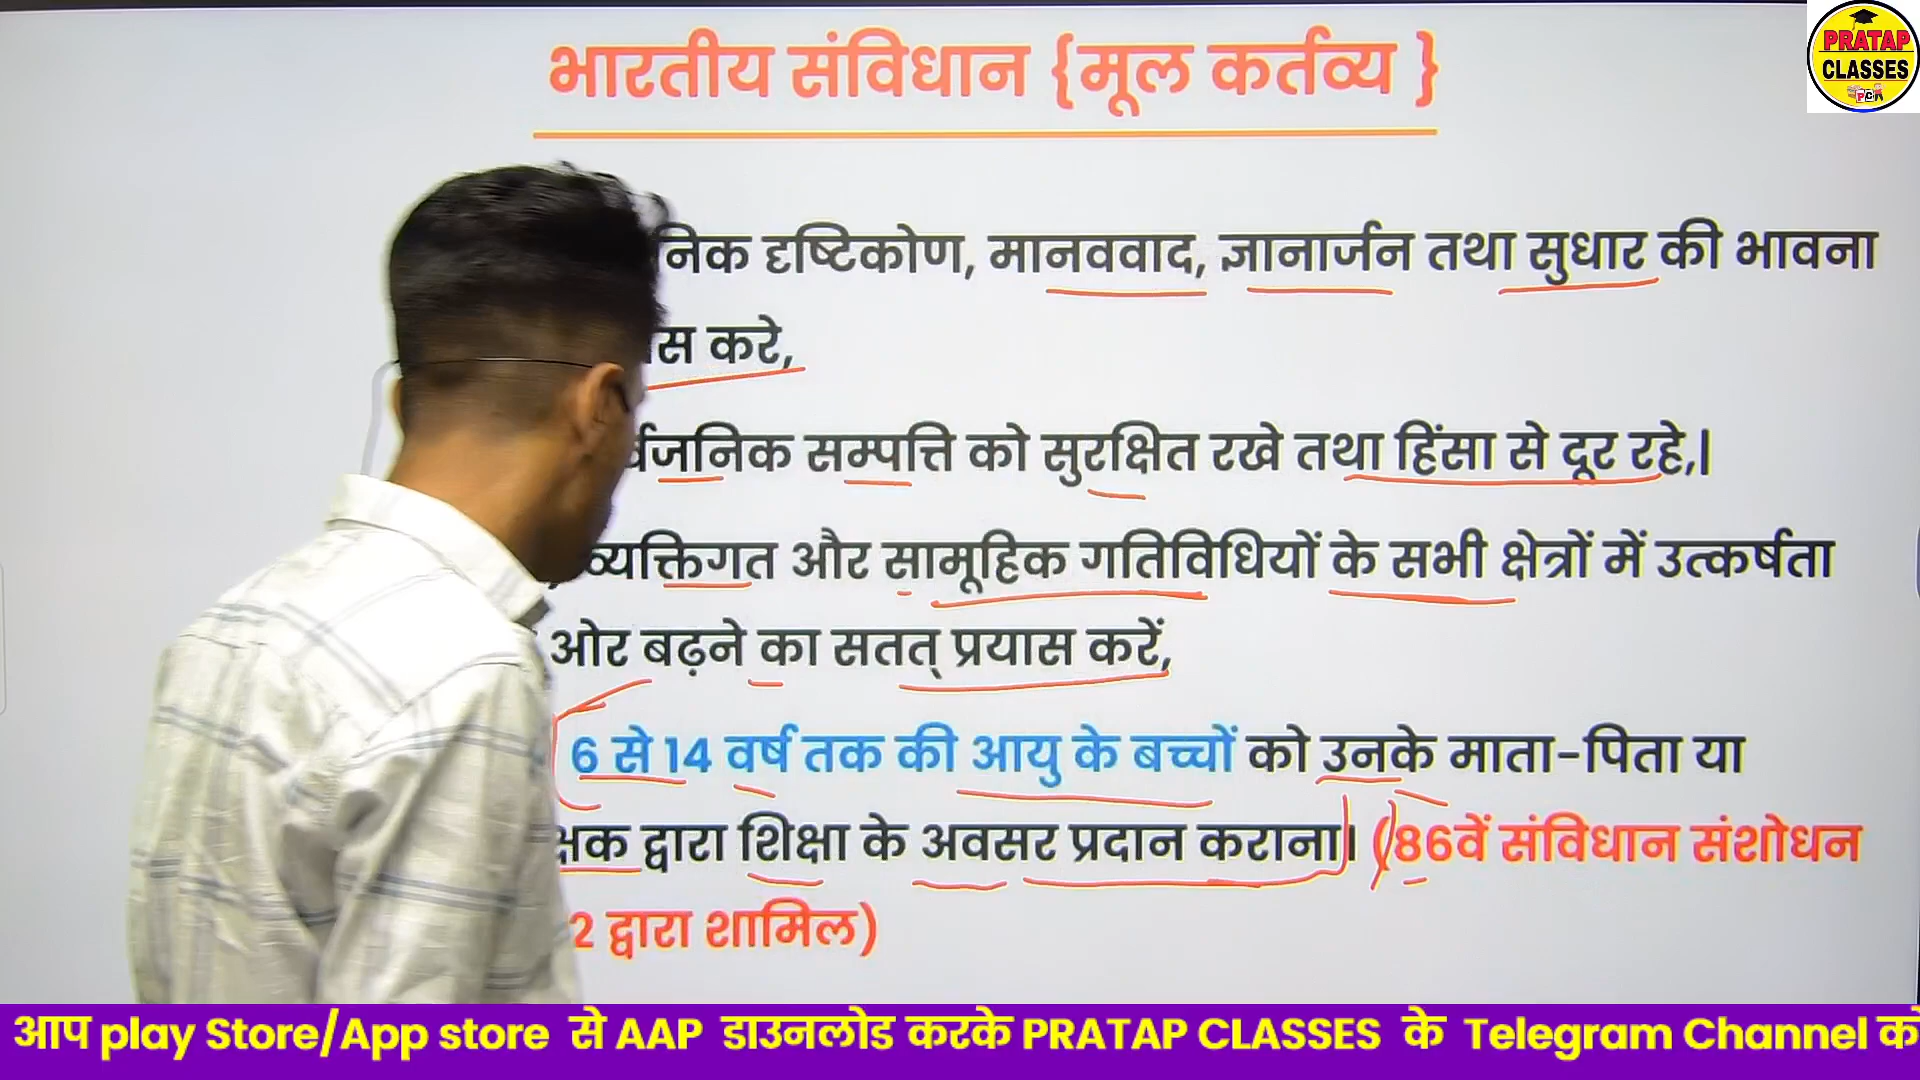 भारतीय संविधान {मूल कर्तव्य }
PRATAP
CLASSES
दृष्टिकोण, मानववाद, ज्ञानार्जन तथा सुधार की भावना
करे,
सम्पत्ति को सुरक्षित रखे तथा हिंसा से दूर रहे,|
व्यक्तिगत और सामूहिक गतिविधियों के सभी क्षेत्रों में उत्कर्षता
ओर बढ़ने का सतत् प्रयास करें,
6 से 14 वर्ष तक की आयु के बच्चों को उनके माता-पिता या
द्वारा शिक्षा के अवसर प्रदान कराना। (86वें संविधान संशोधन
2 द्वारा शामिल)
आप play Store/App store से AAP डाउनलोड करके PRATAP CLASSES के Telegram Channel को